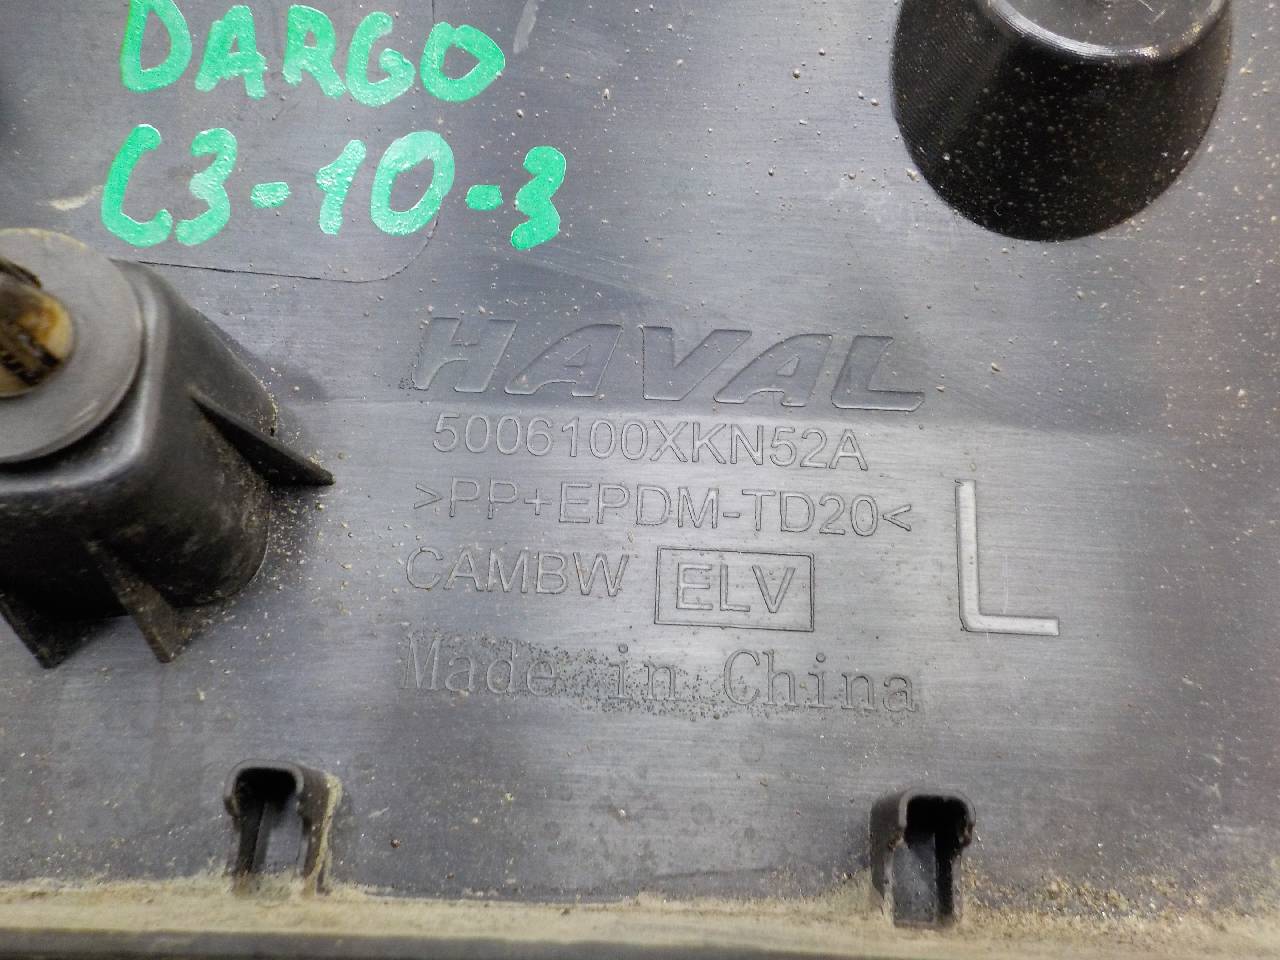 DARGO
C3-10-3
HAVAL
5006100XKN52A
>PP+EPDM-TD20<
CAMBW ELV
L
Made in China